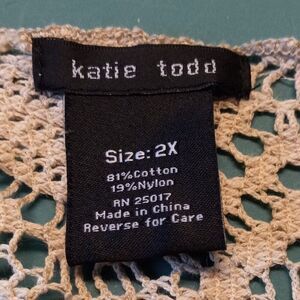 katie todd
Size: 2X
81%Cotton
19%Nylon
RN 25017
Made in China
Reverse for Care